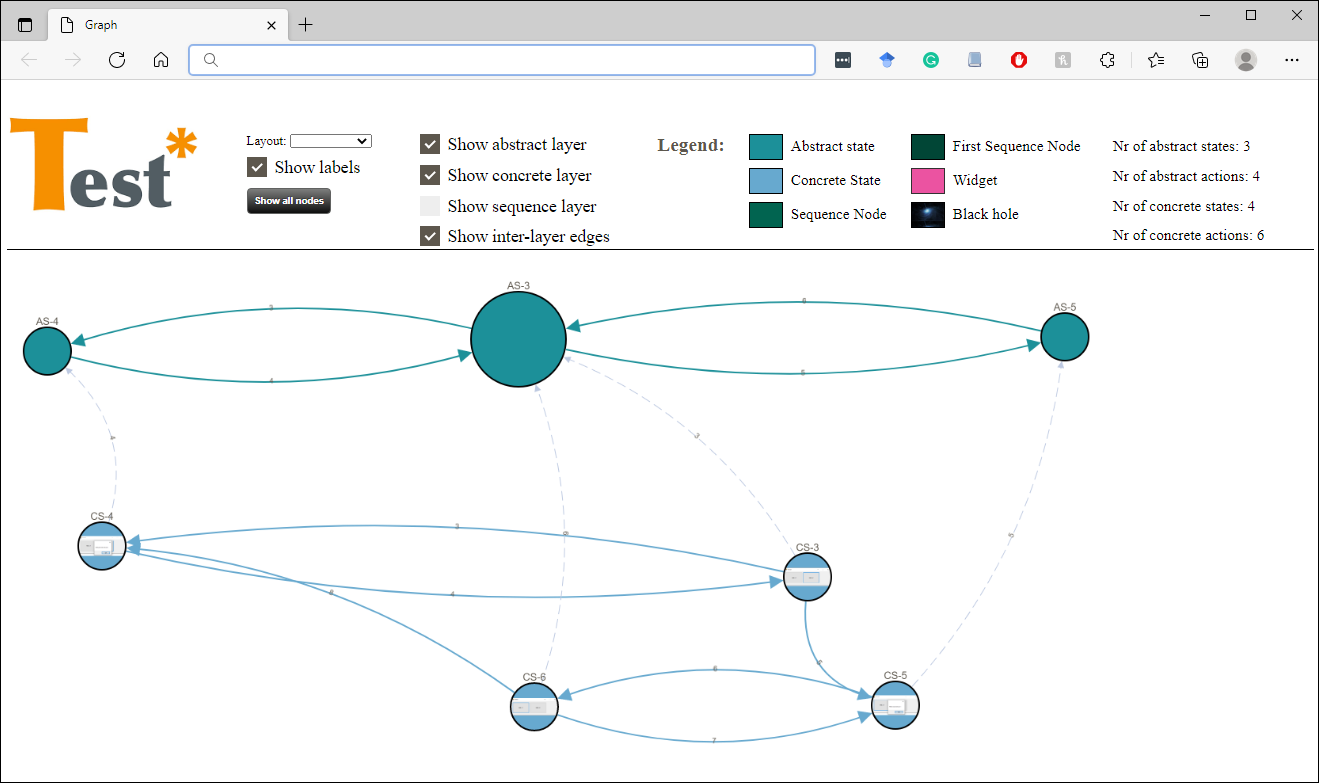 Graph
Test*
Layout:
Show labels
Show all nodes
Show abstract layer
Show concrete layer
Show sequence layer
Show inter-layer edges
Legend:
Abstract state
Concrete State
Sequence Node
First Sequence Node
Widget
Black hole
Nr of abstract states: 3
Nr of abstract actions: 4
Nr of concrete states: 4
Nr of concrete actions: 6
AS-3
AS-4
AS-5
3
4
5
4
3
5
CS-4
CS-3
3
4
CS-6
CS-5
6
7